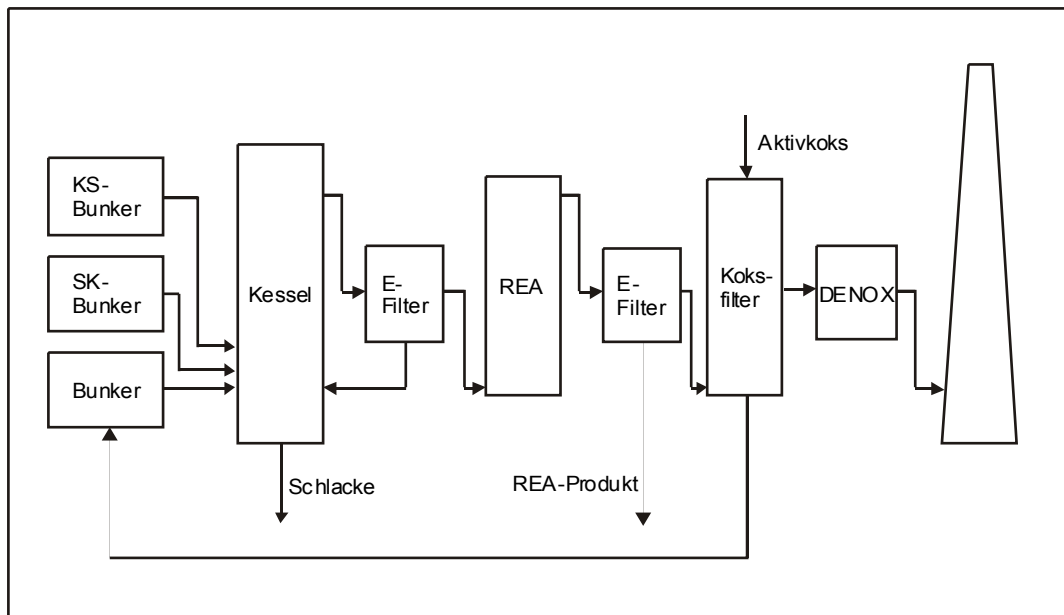 Aktivkoks
KS-
Bunker
SK-
Bunker
Bunker
Kessel
E-
Filter
REA
E-
Filter
Koks-
filter
DENOX
Schlacke
REA-Produkt